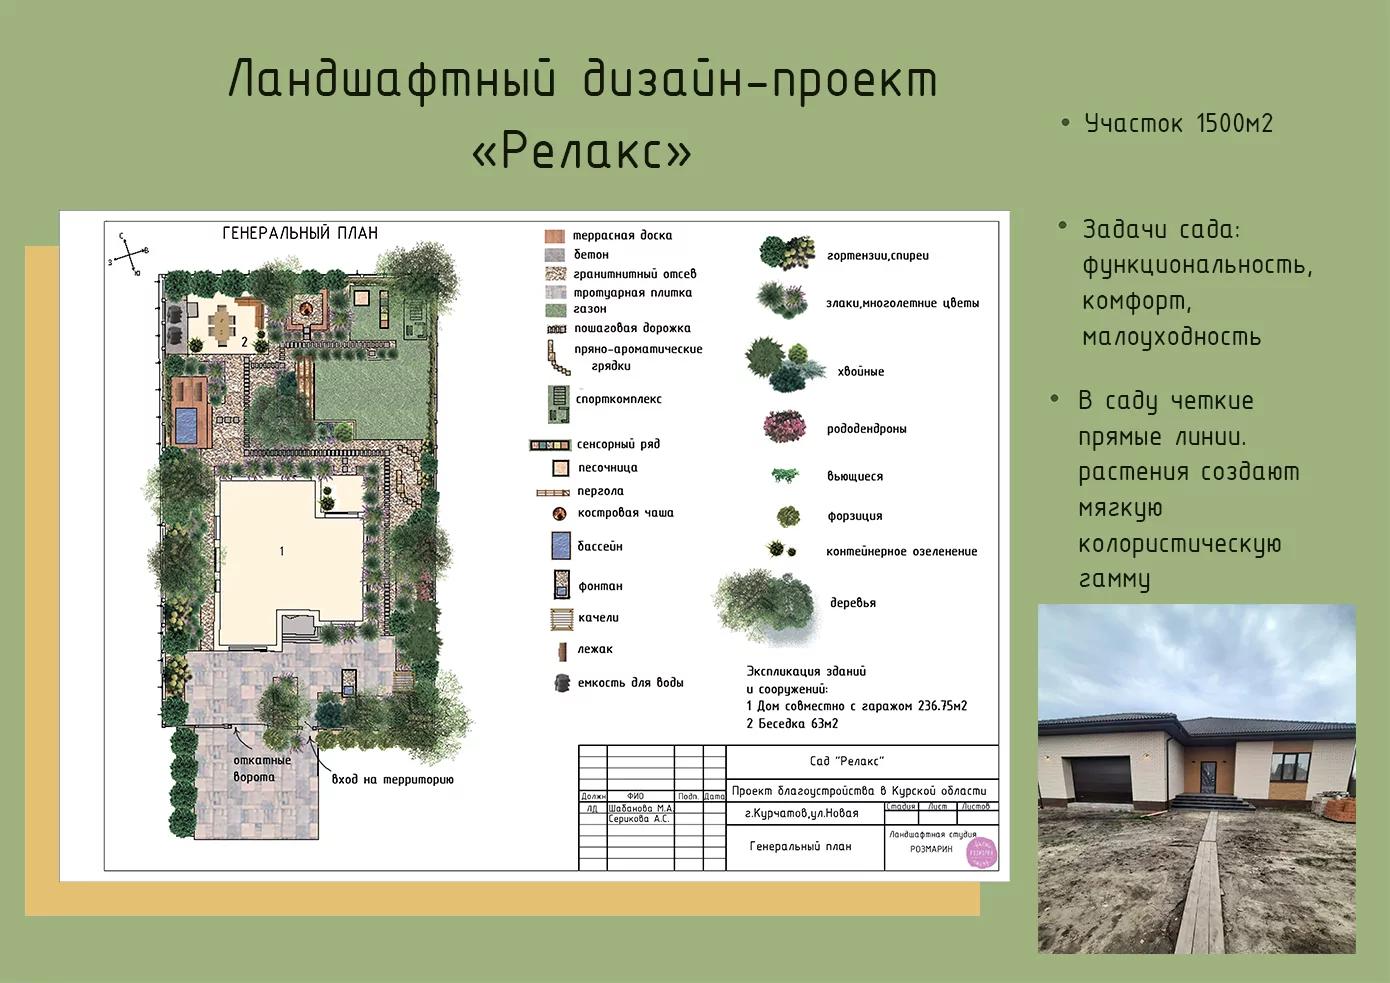 Ландшафтный дизайн-проект
«Релакс»
• Участок 1500м2
• Задачи сада:
функциональность,
комфорт,
малоуходность
• В саду четкие
прямые линии.
растения создают
мягкую
колористическую
гамму
ГЕНЕРАЛЬНЫЙ ПЛАН
С
В
З
Ю
2
1
откатные
ворота
вход на территорию
террасная доска
бетон
гранитнитный отсев
тротуарная плитка
газон
пошаговая дорожка
пряно-ароматические
грядки
спорткомплекс
сенсорный ряд
песочница
пергола
костровая чаша
бассейн
фонтан
качели
лежак
емкость для воды
гортензии,спиреи
злаки,многолетние цветы
хвойные
рододендроны
вьющиеся
форзиция
контейнерное озеленение
деревья
Экспликация зданий
и сооружений:
1 Дом совместно с гаражом 236.75м2
2 Беседка 63м2
Сад "Релакс"
Должн ФИО Подп. Дата
Проект благоустройства в Курской области
ЛД Шабанова М.А.
Серикова А.С.
г.Курчатов,ул.Новая
Стадия Лист Листов
Генеральный план
Ландшафтная студия
РОЗМАРИН
РОЗМАРИН